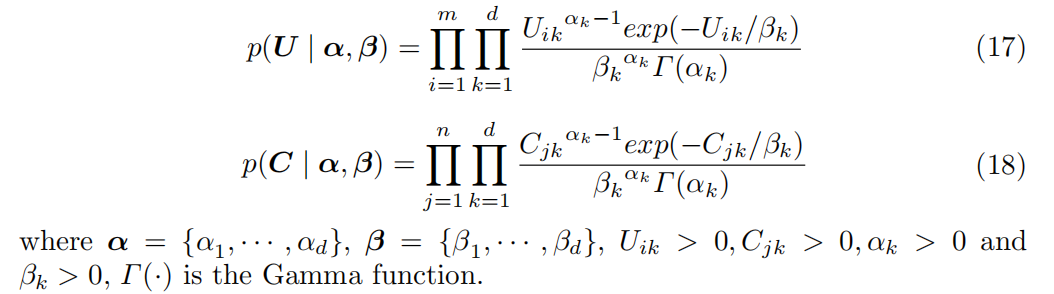 p(U | α, β) = ∏_{i=1}^{m} ∏_{k=1}^{d} \frac{U_{ik}^{α_k−1} exp(−U_{ik}/β_k)}{β_k^{α_k} Γ(α_k)} (17)
p(C | α, β) = ∏_{j=1}^{n} ∏_{k=1}^{d} \frac{C_{jk}^{α_k−1} exp(−C_{jk}/β_k)}{β_k^{α_k} Γ(α_k)} (18)
where α = {α_1, ⋯ , α_d}, β = {β_1, ⋯ , β_d}, U_{ik} > 0, C_{jk} > 0, α_k > 0 and
β_k > 0, Γ(·) is the Gamma function.